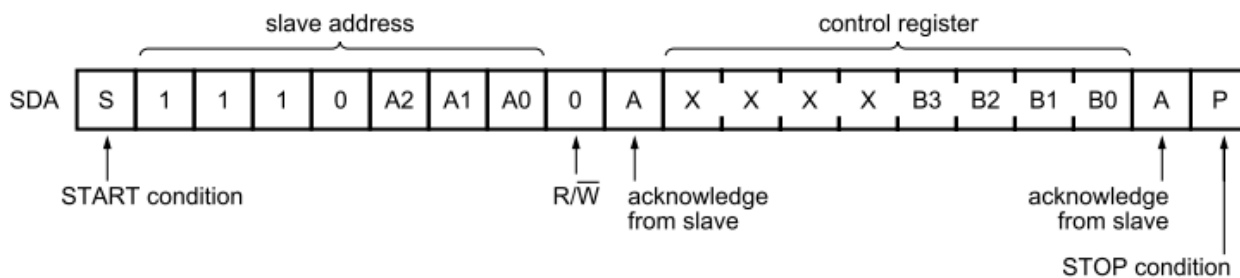 slave address control register
SDA S 1 1 1 0 A2 A1 A0 0 A X X X X B3 B2 B1 B0 A P
START condition R/W̅ acknowledge from slave acknowledge from slave
STOP condition